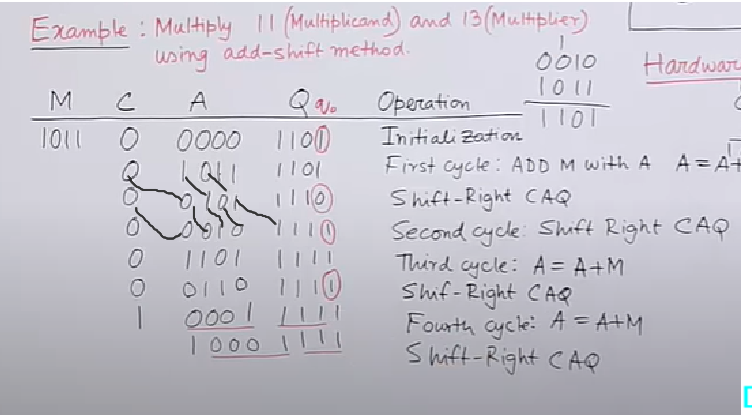 Example : Multiply 11 (Multiplicand) and 13 (Multiplier)
using add-shift method.
1
0010
1011
1101
Hardwar
M C A Q q₀ Operation
1011 0 0000 1101 Initialization
0 1011 1101 First cycle: ADD M with A A = A+
0 0101 1110 Shift-Right CAQ
0 0010 1111 Second cycle: Shift Right CAQ
0 1101 1111 Third cycle: A = A+M
0 0110 1111 Shif-Right CAQ
1 0001 1111 Fourth cycle: A = A+M
1000 1111 Shift-Right CAQ